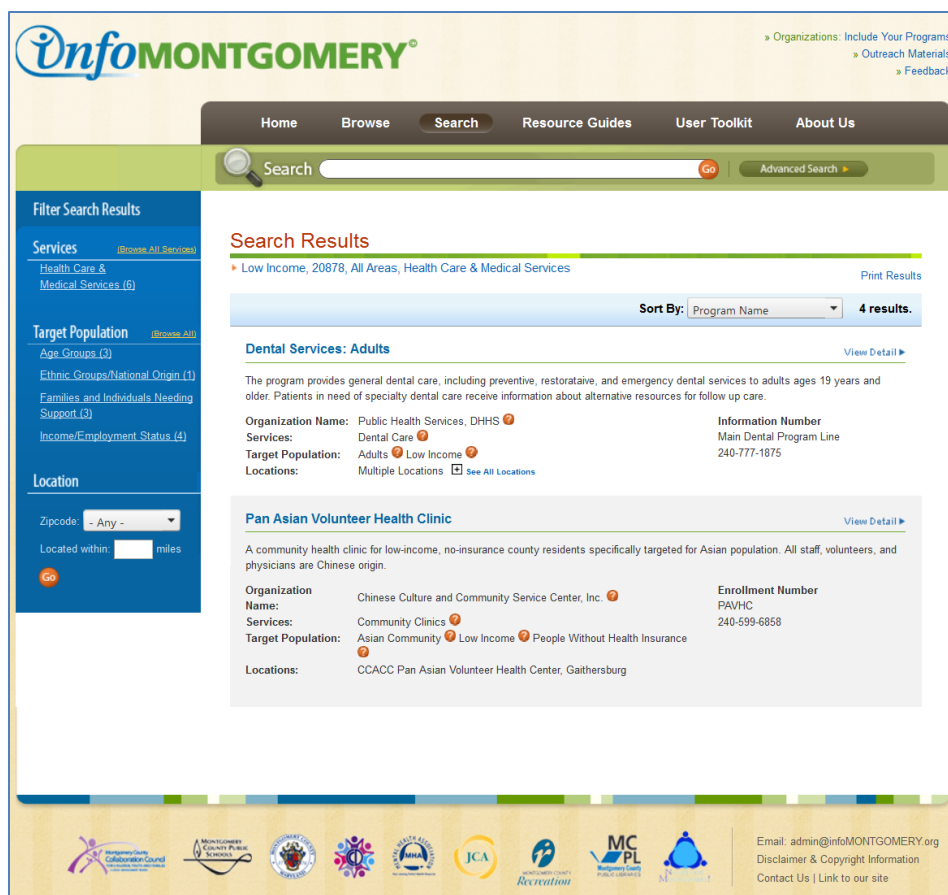 infoMONTGOMERY©
» Organizations: Include Your Programs
» Outreach Materials
» Feedback
Home Browse Search Resource Guides User Toolkit About Us
Search Go Advanced Search
Filter Search Results
Services (Browse All Services)
Health Care &
Medical Services (6)
Target Population (Browse All)
Age Groups (3)
Ethnic Groups/National Origin (1)
Families and Individuals Needing
Support (3)
Income/Employment Status (4)
Location
Zipcode: - Any -
Located within: miles
Go
Search Results
Low Income, 20878, All Areas, Health Care & Medical Services
Print Results
Sort By: Program Name 4 results.
Dental Services: Adults View Detail
The program provides general dental care, including preventive, restorataive, and emergency dental services to adults ages 19 years and
older. Patients in need of specialty dental care receive information about alternative resources for follow up care.
Organization Name: Public Health Services, DHHS ? Information Number
Services: Dental Care ? Main Dental Program Line
Target Population: Adults ? Low Income ? 240-777-1875
Locations: Multiple Locations + See All Locations
Pan Asian Volunteer Health Clinic View Detail
A community health clinic for low-income, no-insurance county residents specifically targeted for Asian population. All staff, volunteers, and
physicians are Chinese origin.
Organization
Name: Chinese Culture and Community Service Center, Inc. ? Enrollment Number
PAVHC
Services: Community Clinics ? 240-599-6858
Target Population: Asian Community ? Low Income ? People Without Health Insurance
?
Locations: CCACC Pan Asian Volunteer Health Center, Gaithersburg
Montgomery County
Collaboration Council
Montgomery
County Public
Schools
MHA
JCA
Montgomery County
Recreation
MC
PL
Montgomery County
Public Libraries
Email: admin@infoMONTGOMERY.org
Disclaimer & Copyright Information
Contact Us | Link to our site